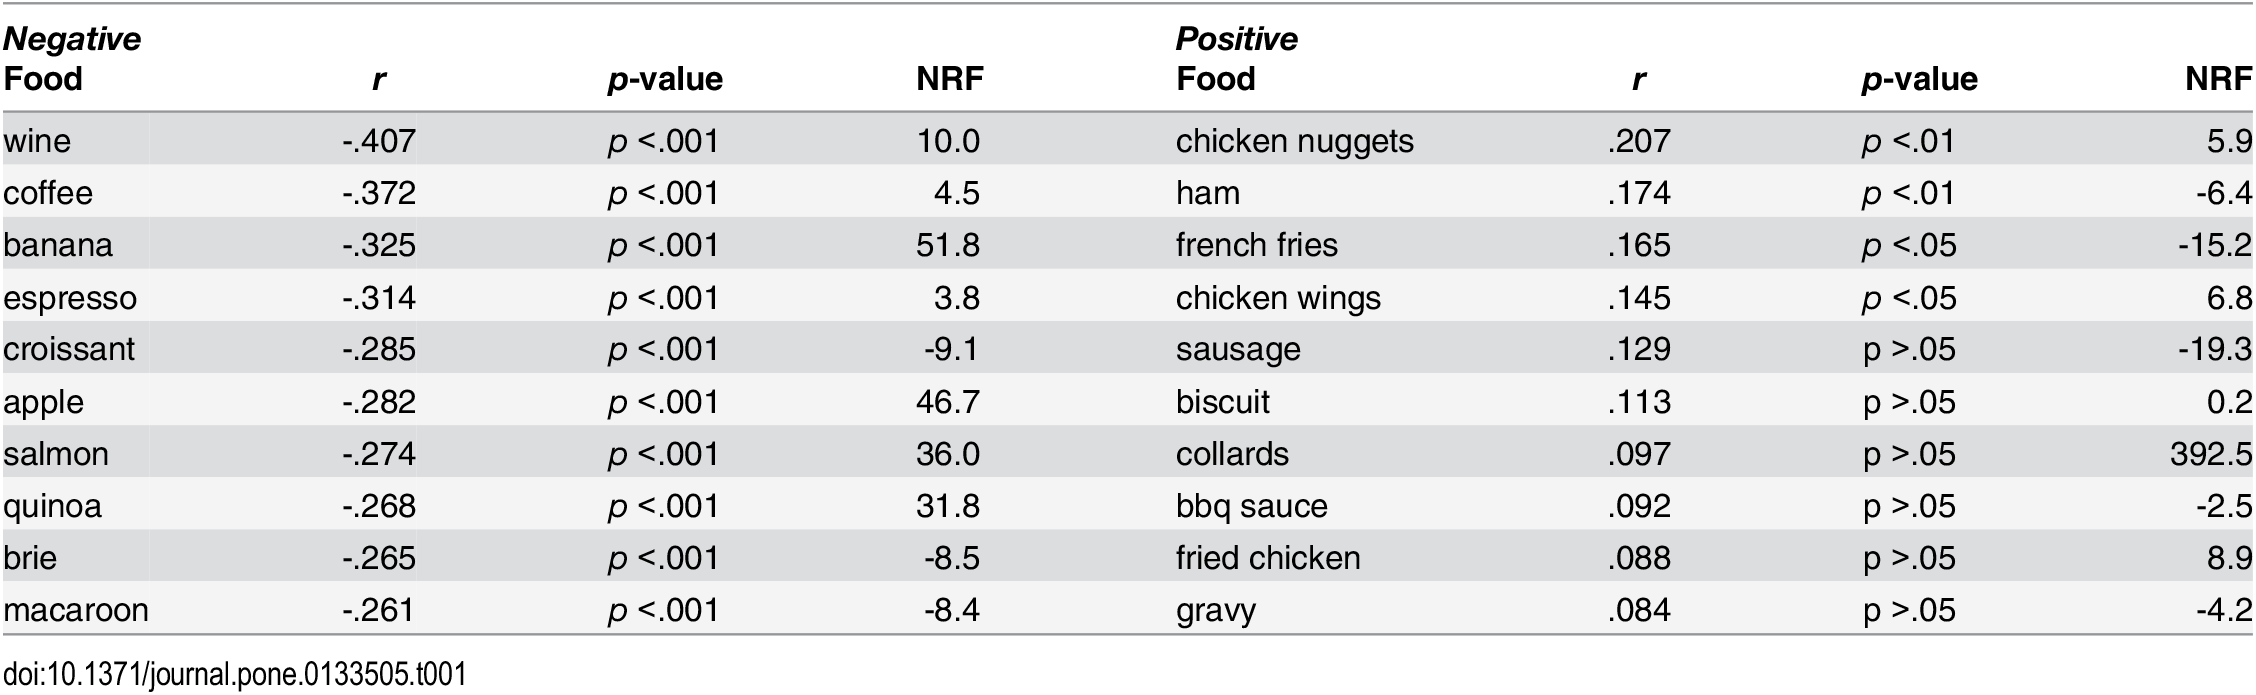 Negative Positive
Food r p-value NRF Food r p-value NRF
wine -.407 p <.001 10.0 chicken nuggets .207 p <.01 5.9
coffee -.372 p <.001 4.5 ham .174 p <.01 -6.4
banana -.325 p <.001 51.8 french fries .165 p <.05 -15.2
espresso -.314 p <.001 3.8 chicken wings .145 p <.05 6.8
croissant -.285 p <.001 -9.1 sausage .129 p >.05 -19.3
apple -.282 p <.001 46.7 biscuit .113 p >.05 0.2
salmon -.274 p <.001 36.0 collards .097 p >.05 392.5
quinoa -.268 p <.001 31.8 bbq sauce .092 p >.05 -2.5
brie -.265 p <.001 -8.5 fried chicken .088 p >.05 8.9
macaroon -.261 p <.001 -8.4 gravy .084 p >.05 -4.2
doi:10.1371/journal.pone.0133505.t001